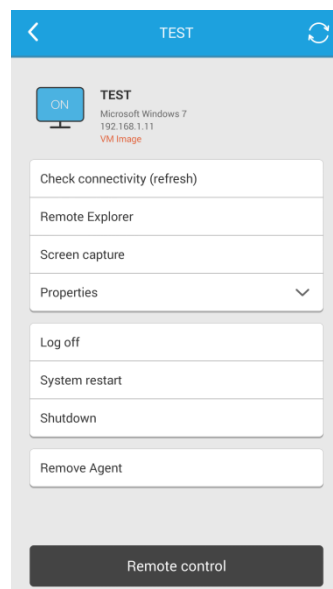 TEST
ON
TEST
Microsoft Windows 7
192.168.1.11
VM Image
Check connectivity (refresh)
Remote Explorer
Screen capture
Properties
Log off
System restart
Shutdown
Remove Agent
Remote control